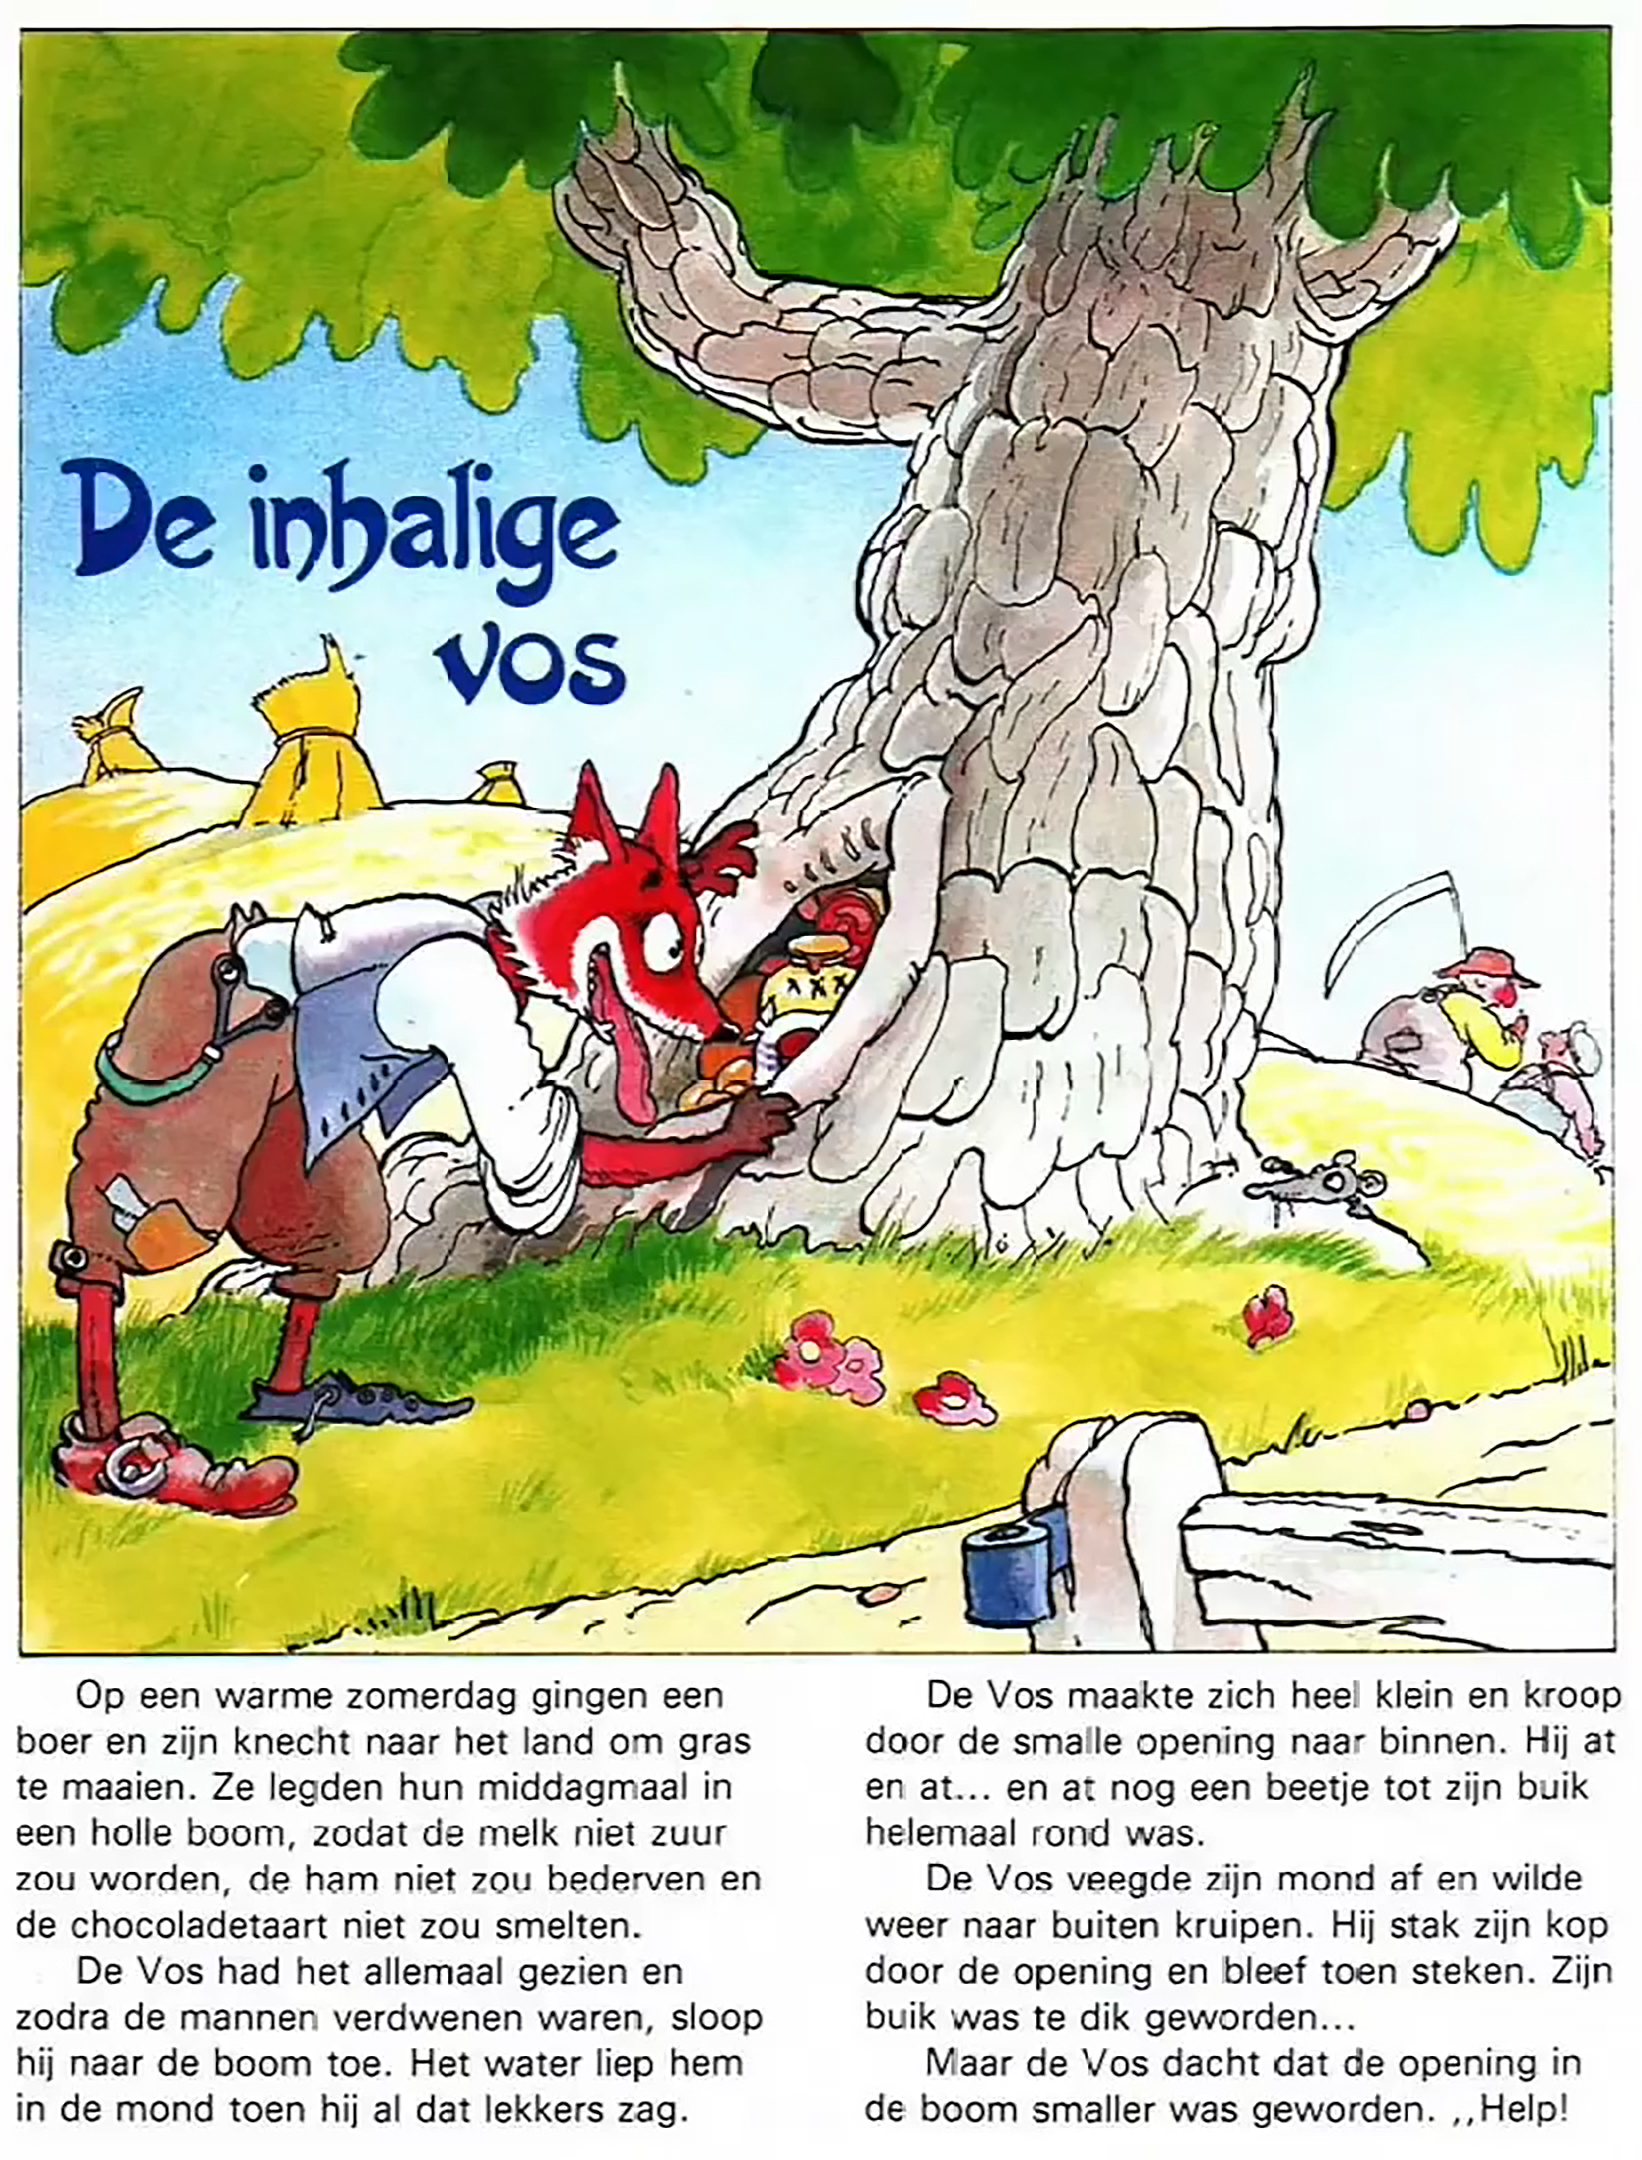 De inhalige
vos
Op een warme zomerdag gingen een
boer en zijn knecht naar het land om gras
te maaien. Ze legden hun middagmaal in
een holle boom, zodat de melk niet zuur
zou worden, de ham niet zou bederven en
de chocoladetaart niet zou smelten.
De Vos had het allemaal gezien en
zodra de mannen verdwenen waren, sloop
hij naar de boom toe. Het water liep hem
in de mond toen hij al dat lekkers zag.
De Vos maakte zich heel klein en kroop
door de smalle opening naar binnen. Hij at
en at... en at nog een beetje tot zijn buik
helemaal rond was.
De Vos veegde zijn mond af en wilde
weer naar buiten kruipen. Hij stak zijn kop
door de opening en bleef toen steken. Zijn
buik was te dik geworden...
Maar de Vos dacht dat de opening in
de boom smaller was geworden. ,,Help!